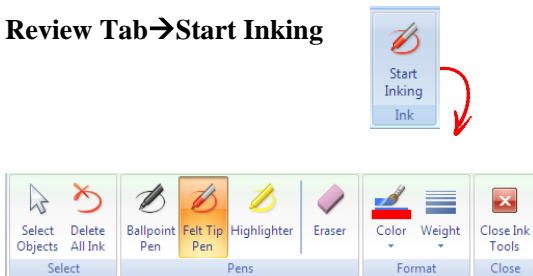 Review Tab→Start Inking
Start
Inking
Ink
Select Objects Delete All Ink Ballpoint Pen Felt Tip Pen Highlighter Eraser Color Weight Close Ink Tools
Select Pens Format Close